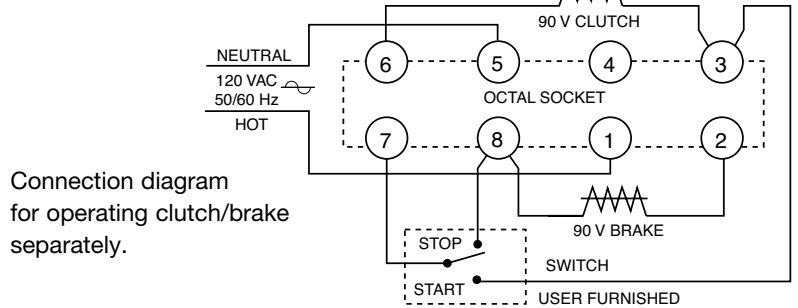 90 V CLUTCH
NEUTRAL
6 5 4 3
120 VAC
50/60 Hz
OCTAL SOCKET
HOT
7 8 1 2
Connection diagram
for operating clutch/brake
separately.
90 V BRAKE
STOP
SWITCH
START
USER FURNISHED